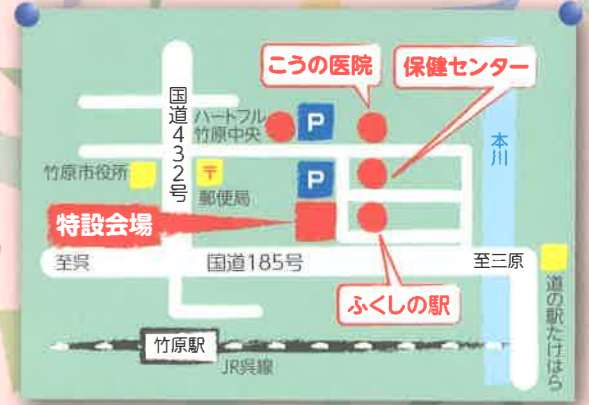 こうの医院
保健センター
国道432号
ハートフル
竹原中央
P
本川
竹原市役所
〒
郵便局
P
特設会場
至呉
国道185号
至三原
ふくしの駅
道の駅たけはら
竹原駅
JR呉線